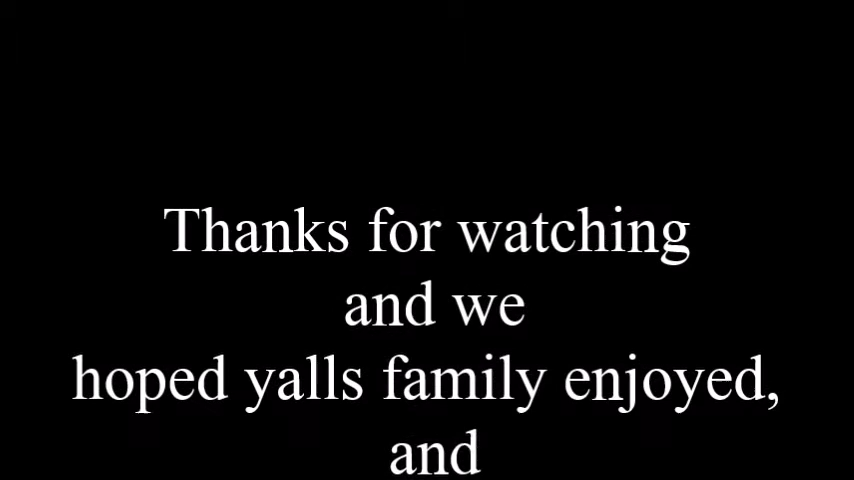 Thanks for watching
and we
hoped yalls family enjoyed,
and